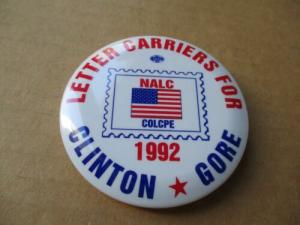 LETTER CARRIERS FOR
NALC
COLCPE
1992
CLINTON ★ GORE